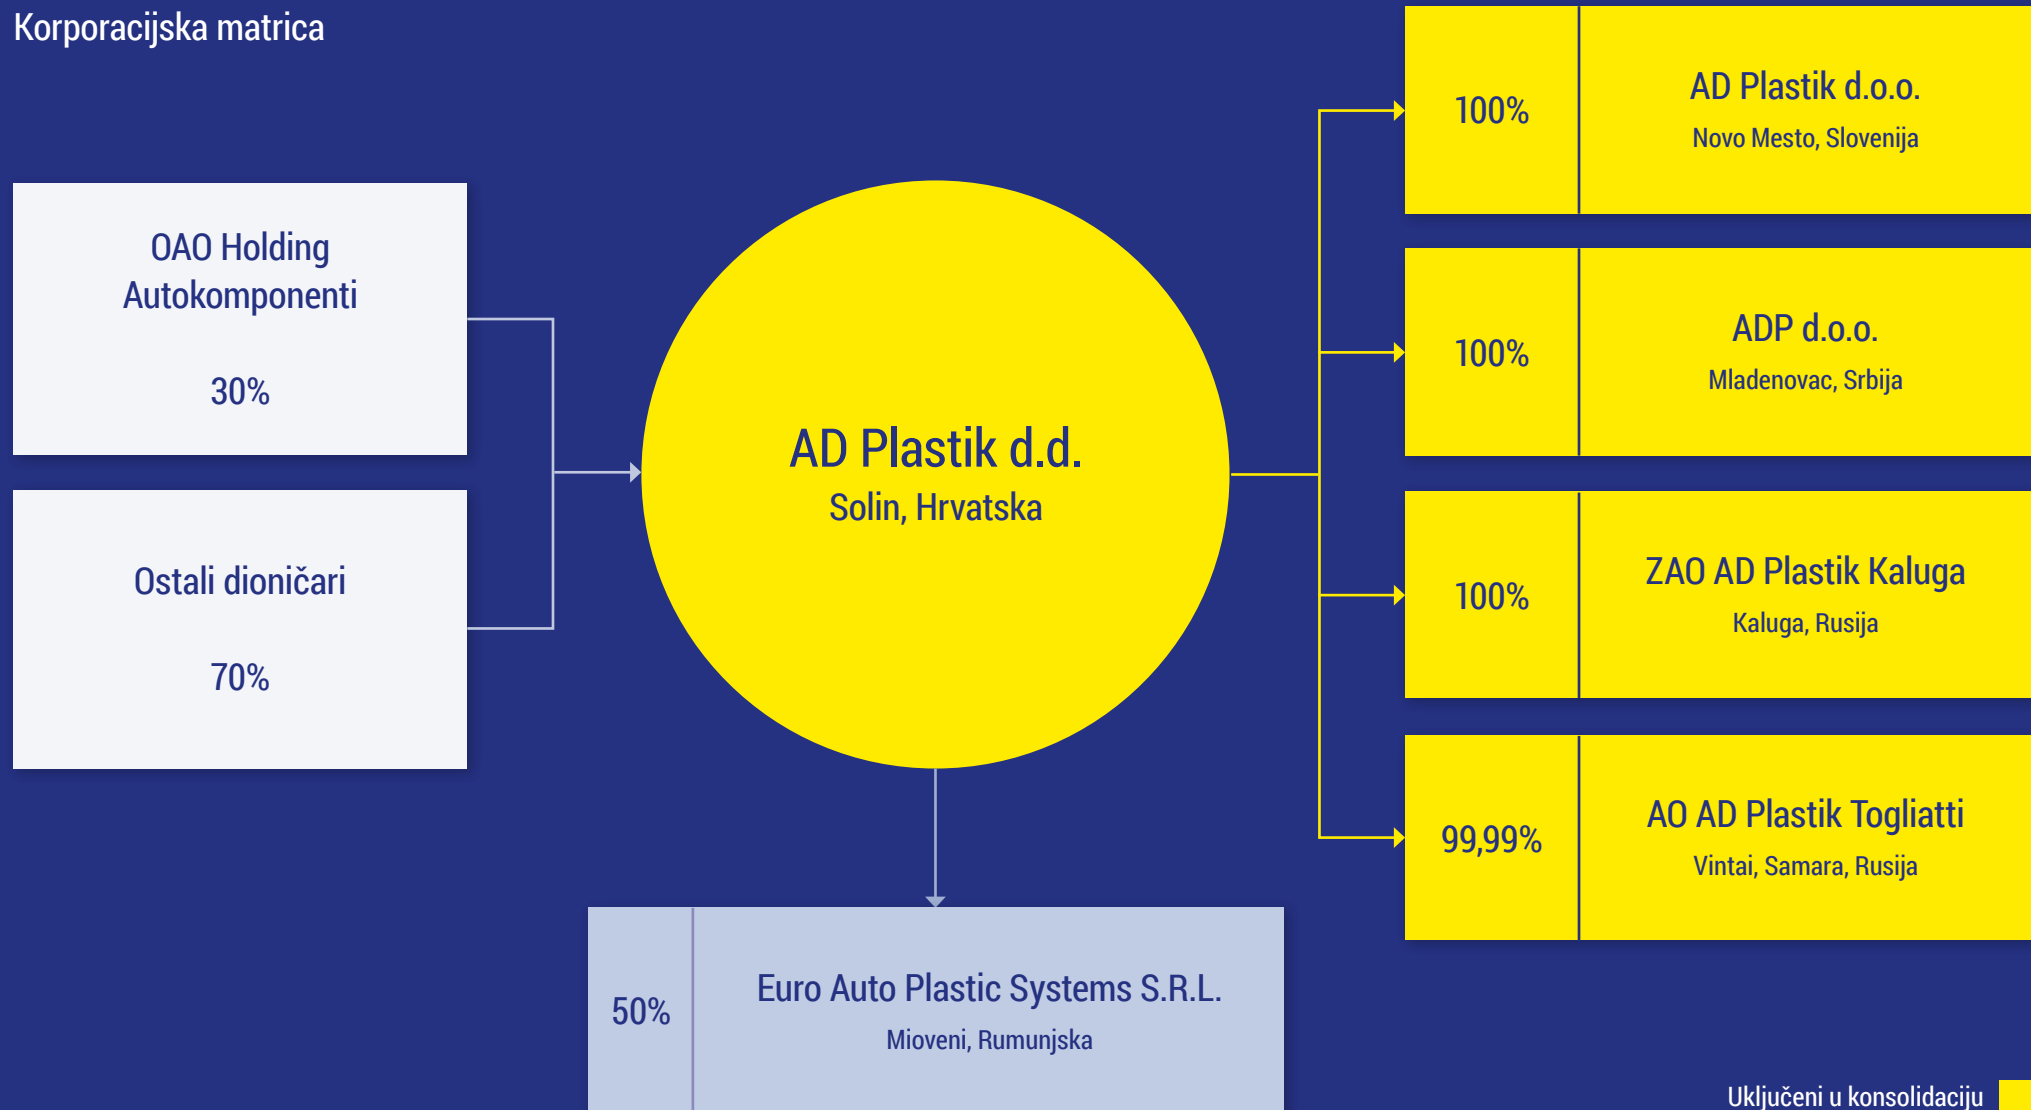 Korporacijska matrica
OAO Holding
Autokomponenti
30%
Ostali dioničari
70%
AD Plastik d.d.
Solin, Hrvatska
100%
AD Plastik d.o.o.
Novo Mesto, Slovenija
100%
ADP d.o.o.
Mladenovac, Srbija
100%
ZAO AD Plastik Kaluga
Kaluga, Rusija
99,99%
AO AD Plastik Togliatti
Vintai, Samara, Rusija
50%
Euro Auto Plastic Systems S.R.L.
Mioveni, Rumunjska
Uključeni u konsolidaciju